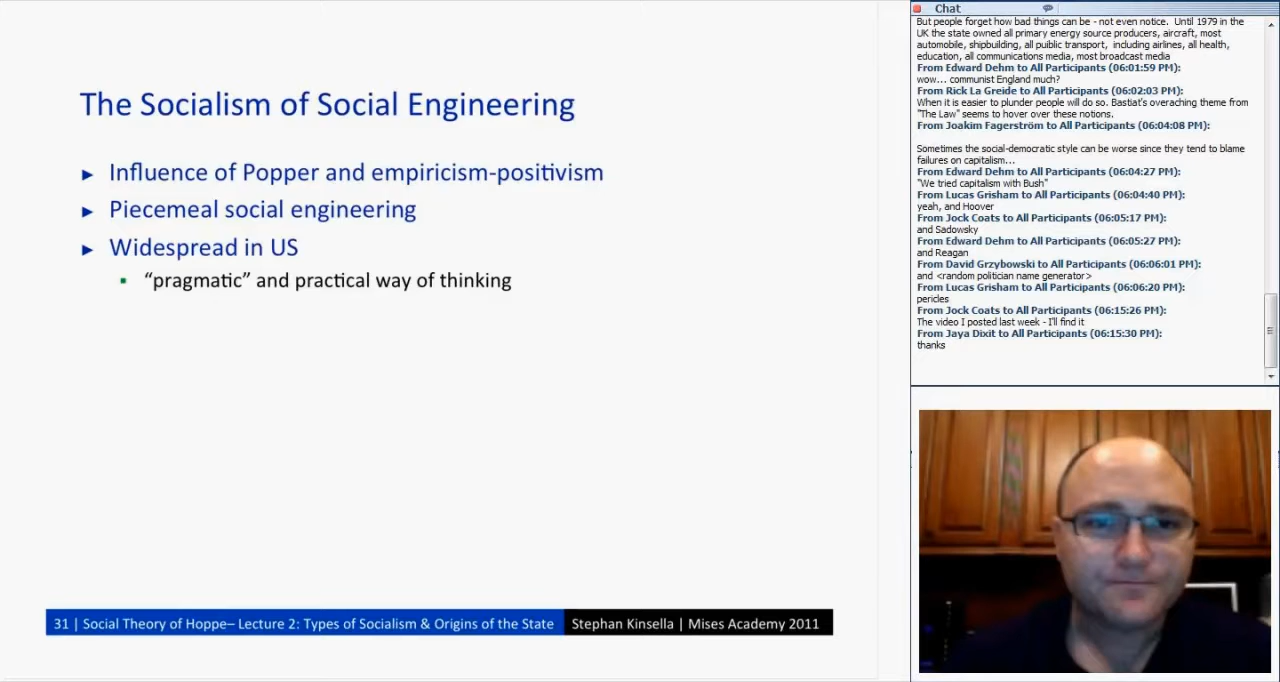 The Socialism of Social Engineering
► Influence of Popper and empiricism-positivism
► Piecemeal social engineering
► Widespread in US
▪ “pragmatic” and practical way of thinking
31 | Social Theory of Hoppe– Lecture 2: Types of Socialism & Origins of the State
Stephan Kinsella | Mises Academy 2011
Chat
But people forget how bad things can be - not even notice. Until 1979 in the
UK the state owned all primary energy source producers, aircraft, most
automobile, shipbuilding, all puiblic transport, including airlines, all health,
education, all communications media, most broadcast media
From Edward Dehm to All Participants (06:01:59 PM):
wow... communist England much?
From Rick La Greide to All Participants (06:02:03 PM):
When it is easier to plunder people will do so. Bastiat's overaching theme from
"The Law" seems to hover over these notions.
From Joakim Fagerström to All Participants (06:04:08 PM):
Sometimes the social-democratic style can be worse since they tend to blame
failures on capitalism...
From Edward Dehm to All Participants (06:04:27 PM):
"We tried capitalism with Bush"
From Lucas Grisham to All Participants (06:04:40 PM):
yeah, and Hoover
From Jock Coats to All Participants (06:05:17 PM):
and Sadowsky
From Edward Dehm to All Participants (06:05:27 PM):
and Reagan
From David Grzybowski to All Participants (06:06:01 PM):
and <random politician name generator>
From Lucas Grisham to All Participants (06:06:20 PM):
pericles
From Jock Coats to All Participants (06:15:26 PM):
The video I posted last week - I'll find it
From Jaya Dixit to All Participants (06:15:30 PM):
thanks